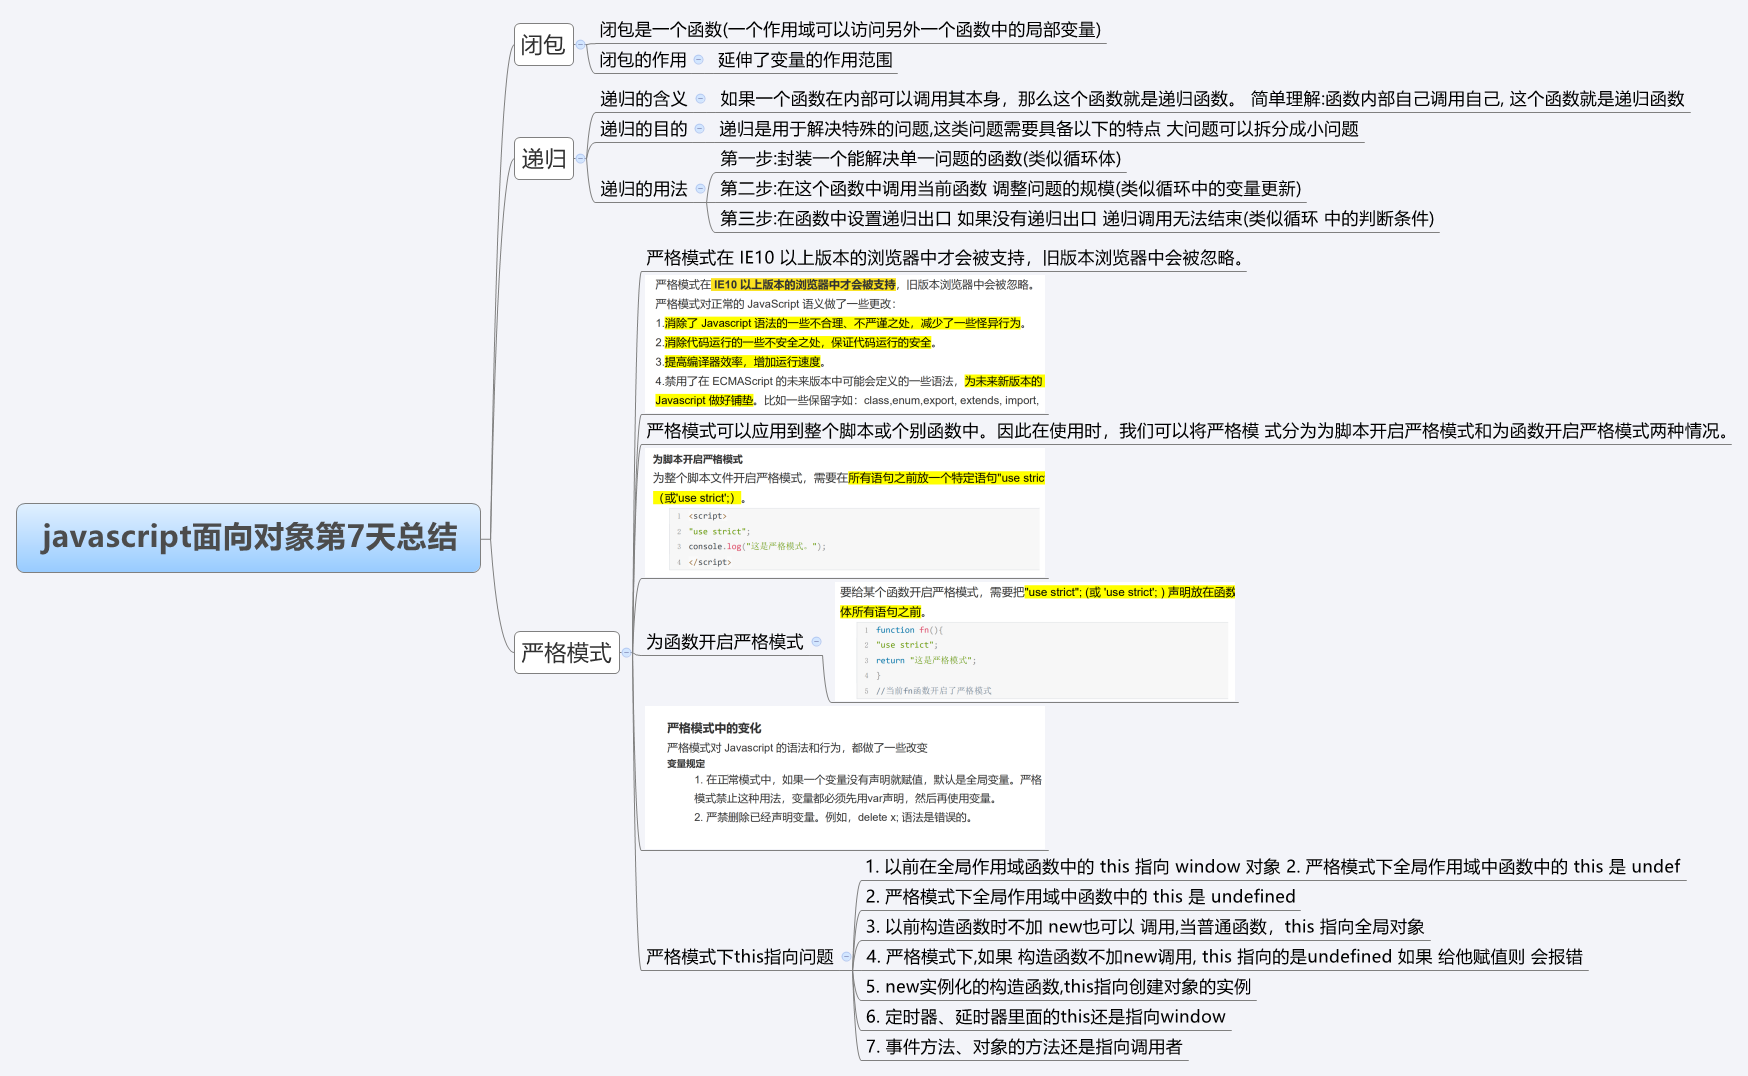 javascript面向对象第7天总结
闭包
闭包是一个函数(一个作用域可以访问另外一个函数中的局部变量)
闭包的作用
延伸了变量的作用范围
递归
递归的含义
如果一个函数在内部可以调用其本身，那么这个函数就是递归函数。 简单理解:函数内部自己调用自己, 这个函数就是递归函数
递归的目的
递归是用于解决特殊的问题,这类问题需要具备以下的特点 大问题可以拆分成小问题
递归的用法
第一步:封装一个能解决单一问题的函数(类似循环体)
第二步:在这个函数中调用当前函数 调整问题的规模(类似循环中的变量更新)
第三步:在函数中设置递归出口 如果没有递归出口 递归调用无法结束(类似循环 中的判断条件)
严格模式
严格模式在 IE10 以上版本的浏览器中才会被支持，旧版本浏览器中会被忽略。
严格模式在 IE10 以上版本的浏览器中才会被支持，旧版本浏览器中会被忽略。
严格模式对正常的 JavaScript 语义做了一些更改：
1.消除了 Javascript 语法的一些不合理、不严谨之处，减少了一些怪异行为。
2.消除代码运行的一些不安全之处，保证代码运行的安全。
3.提高编译器效率，增加运行速度。
4.禁用了在 ECMAScript 的未来版本中可能会定义的一些语法，为未来新版本的
Javascript 做好铺垫。比如一些保留字如：class,enum,export, extends, import,
严格模式可以应用到整个脚本或个别函数中。因此在使用时，我们可以将严格模 式分为为脚本开启严格模式和为函数开启严格模式两种情况。
为脚本开启严格模式
为整个脚本文件开启严格模式，需要在所有语句之前放一个特定语句"use stric
（或'use strict';）。
1 <script>
2 "use strict";
3 console.log("这是严格模式。");
4 </script>
为函数开启严格模式
要给某个函数开启严格模式，需要把"use strict"; (或 'use strict'; ) 声明放在函数
体所有语句之前。
1 function fn(){
2 "use strict";
3 return "这是严格模式";
4 }
5 //当前fn函数开启了严格模式
严格模式中的变化
严格模式对 Javascript 的语法和行为，都做了一些改变
变量规定
1. 在正常模式中，如果一个变量没有声明就赋值，默认是全局变量。严格
模式禁止这种用法，变量都必须先用var声明，然后再使用变量。
2. 严禁删除已经声明变量。例如，delete x; 语法是错误的。
严格模式下this指向问题
1. 以前在全局作用域函数中的 this 指向 window 对象 2. 严格模式下全局作用域中函数中的 this 是 undef
2. 严格模式下全局作用域中函数中的 this 是 undefined
3. 以前构造函数时不加 new也可以 调用,当普通函数，this 指向全局对象
4. 严格模式下,如果 构造函数不加new调用, this 指向的是undefined 如果 给他赋值则 会报错
5. new实例化的构造函数,this指向创建对象的实例
6. 定时器、延时器里面的this还是指向window
7. 事件方法、对象的方法还是指向调用者